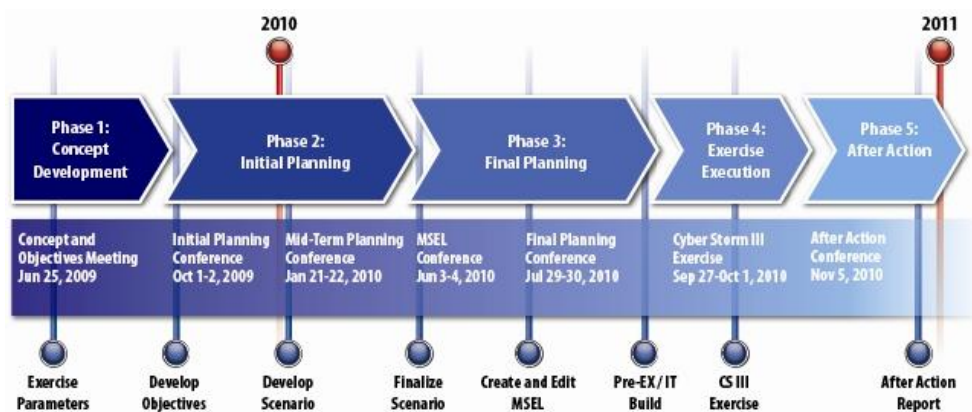 2010
2011
Phase 1:
Concept
Development
Phase 2:
Initial Planning
Phase 3:
Final Planning
Phase 4:
Exercise
Execution
Phase 5:
After Action
Concept and
Objectives Meeting
Jun 25, 2009
Initial Planning
Conference
Oct 1-2, 2009
Mid-Term Planning
Conference
Jan 21-22, 2010
MSEL
Conference
Jun 3-4, 2010
Final Planning
Conference
Jul 29-30, 2010
Cyber Storm III
Exercise
Sep 27-Oct 1, 2010
After Action
Conference
Nov 5, 2010
Exercise
Parameters
Develop
Objectives
Develop
Scenario
Finalize
Scenario
Create and Edit
MSEL
Pre-EX / IT
Build
CS III
Exercise
After Action
Report